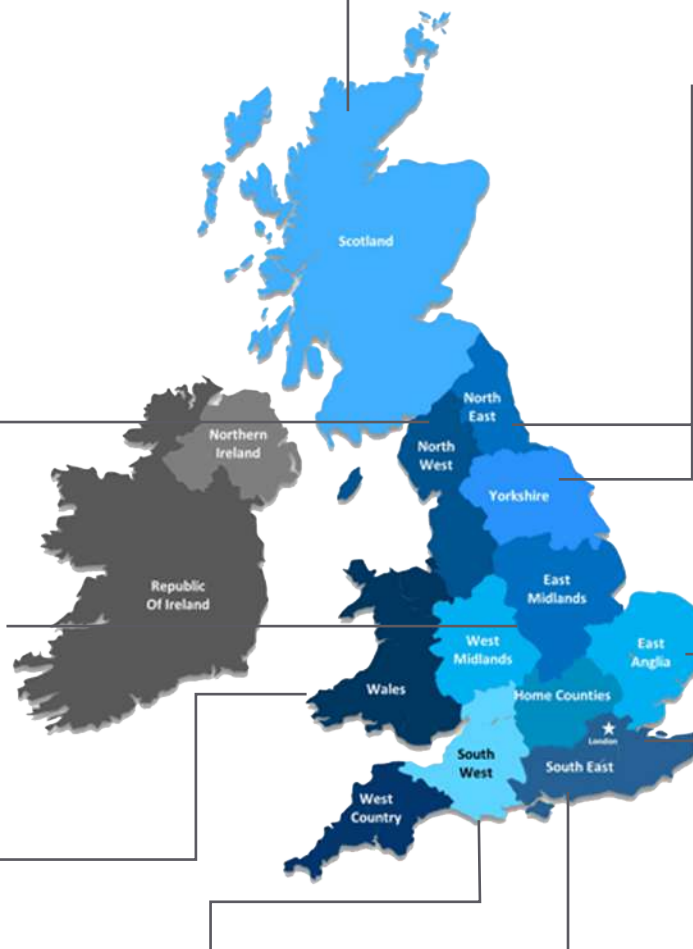 Scotland
North
East
Northern
Ireland
North
West
Yorkshire
Republic
Of Ireland
East
Midlands
West
Midlands
East
Anglia
Wales
Home Counties
London
South
West
South East
West
Country